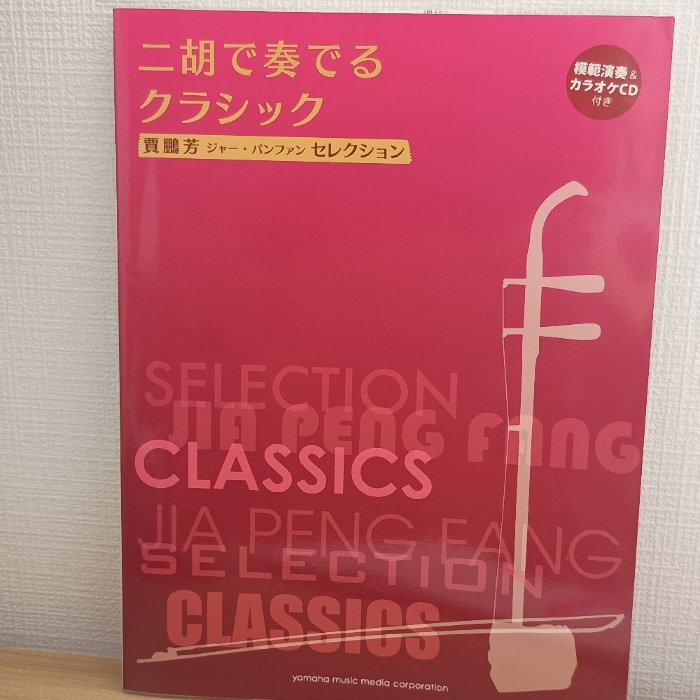 二胡で奏でる
クラシック
賈鵬芳 ジャー・パンファン セレクション
模範演奏&
カラオケCD
付き
SELECTION
JIA PENG FANG
CLASSICS
JIA PENG FANG
SELECTION
CLASSICS
yamaha music media corporation